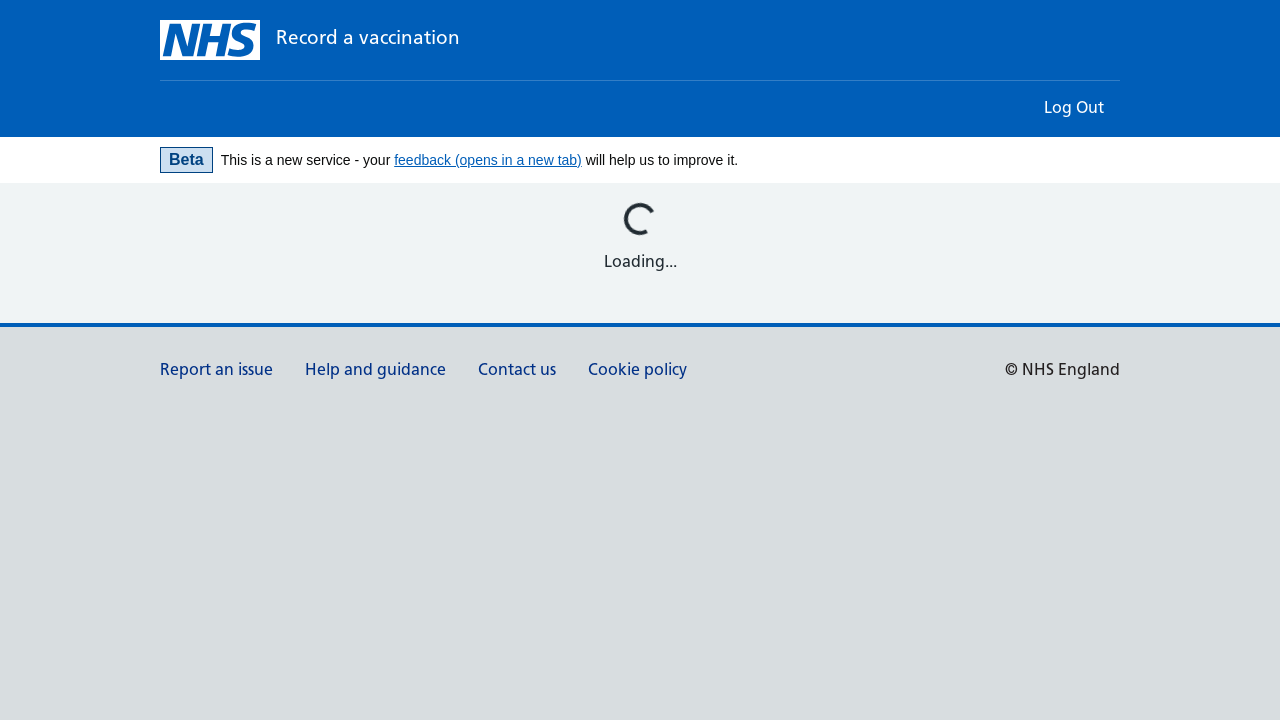 NHS Record a vaccination
Log Out
Beta This is a new service - your feedback (opens in a new tab) will help us to improve it.
Loading...
Report an issue Help and guidance Contact us Cookie policy © NHS England